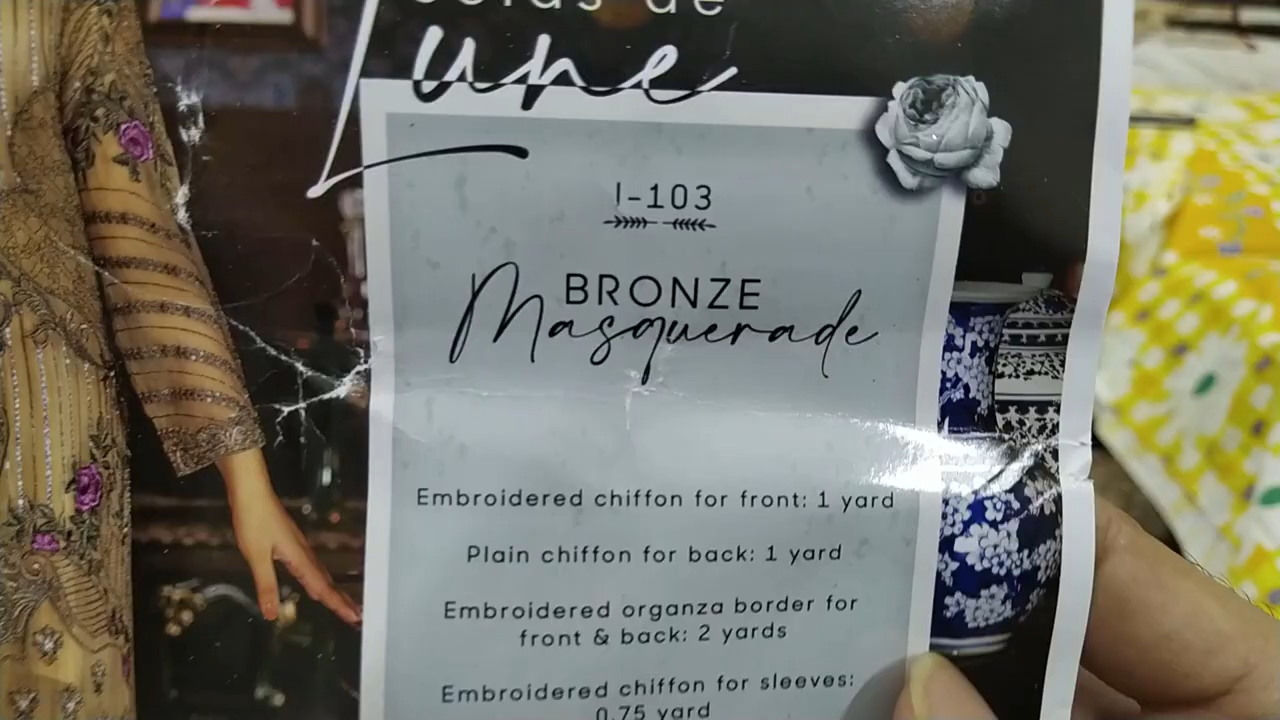 de
Lune
I-103
BRONZE
Masquerade
Embroidered chiffon for front: 1 yard
Plain chiffon for back: 1 yard
Embroidered organza border for
front & back: 2 yards
Embroidered chiffon for sleeves:
0.75 yard